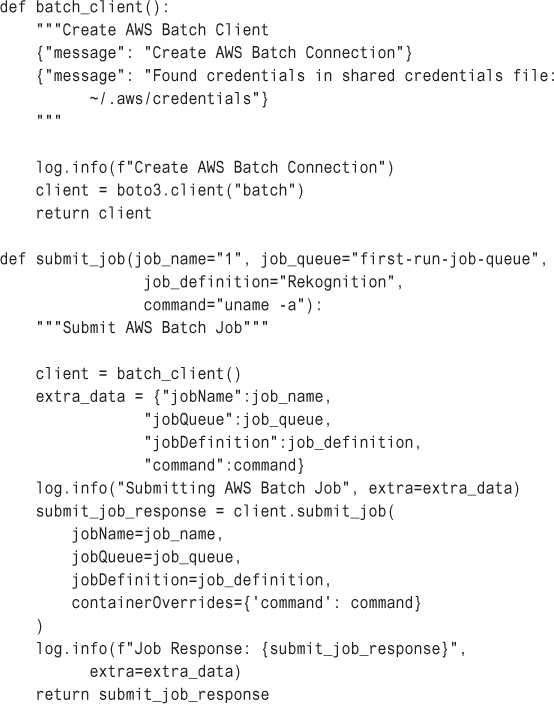 def batch_client():
    """Create AWS Batch Client
    {"message": "Create AWS Batch Connection"}
    {"message": "Found credentials in shared credentials file:
          ~/.aws/credentials"}
    """

    log.info(f"Create AWS Batch Connection")
    client = boto3.client("batch")
    return client

def submit_job(job_name="1", job_queue="first-run-job-queue",
                job_definition="Rekognition",
                command="uname -a"):
    """Submit AWS Batch Job"""

    client = batch_client()
    extra_data = {"jobName":job_name,
                "jobQueue":job_queue,
                "jobDefinition":job_definition,
                "command":command}
    log.info("Submitting AWS Batch Job", extra=extra_data)
    submit_job_response = client.submit_job(
        jobName=job_name,
        jobQueue=job_queue,
        jobDefinition=job_definition,
        containerOverrides={'command': command}
    )
    log.info(f"Job Response: {submit_job_response}",
          extra=extra_data)
    return submit_job_response